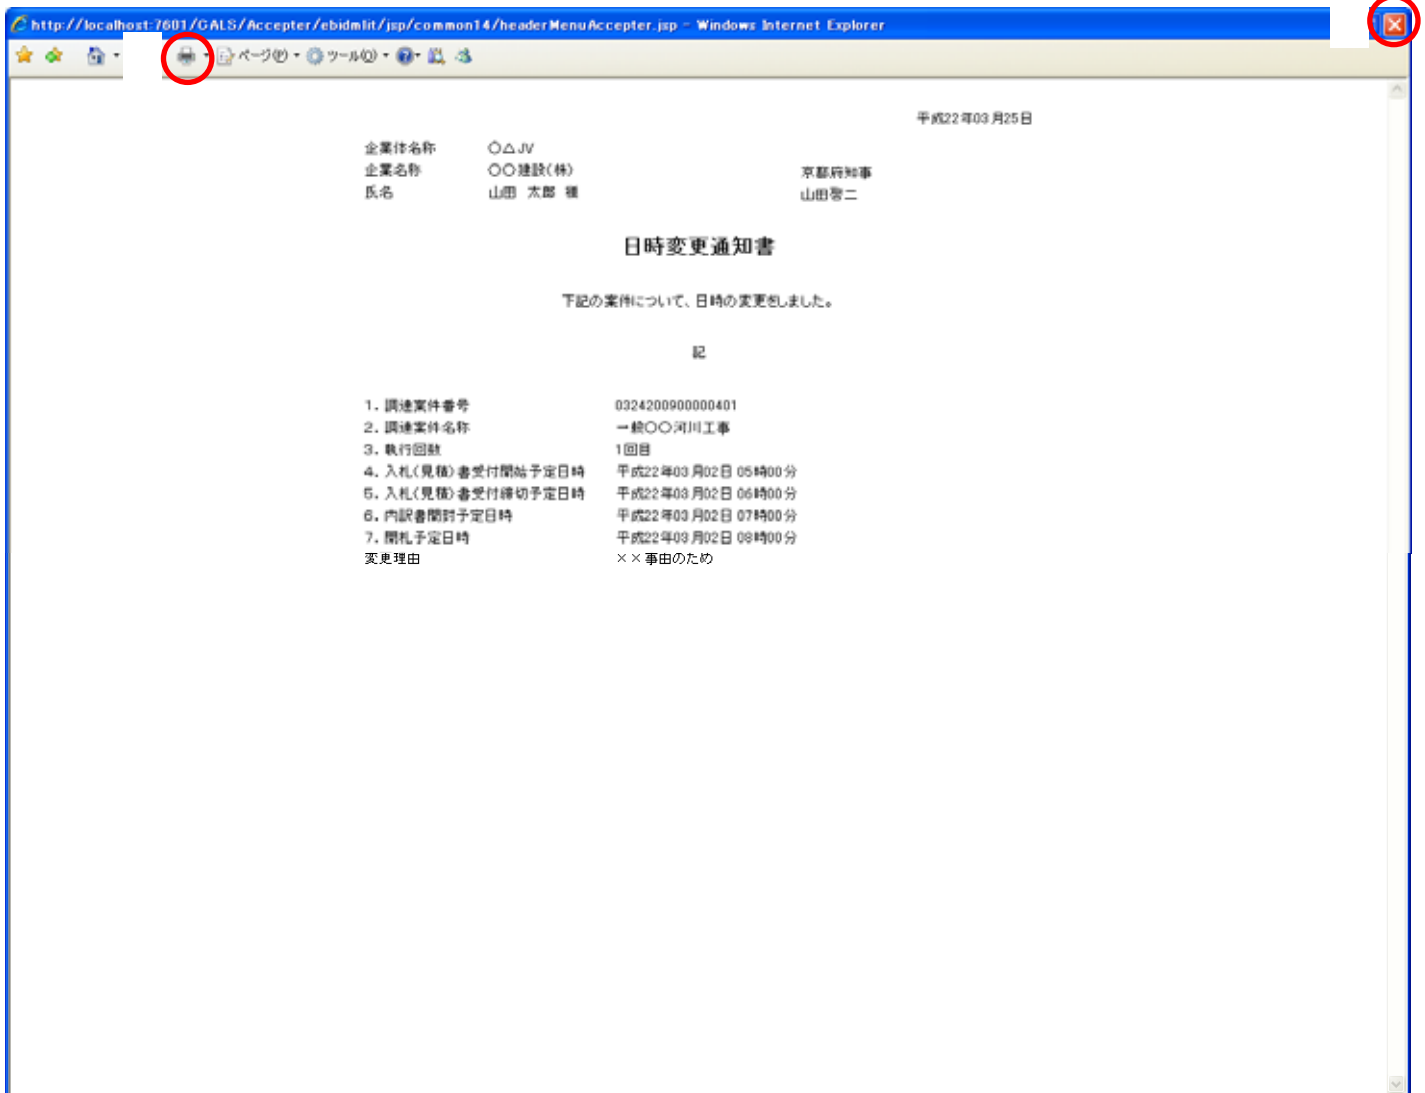 http://localhost:7601/CALS/Accepter/ebidmlit/jsp/common14/headerMenuAccepter.jsp - Windows Internet Explorer
ページ(P) ツール(O)
平成22年03月25日
企業体名称 〇△JV
企業名称 〇〇建設(株)
京都府知事
氏名 山田 太郎 様
山田啓二
日時変更通知書
下記の案件について、日時の変更をしました。
記
1. 調達案件番号 0324200900000401
2. 調達案件名称 一般〇〇河川工事
3. 執行回数 1回目
4. 入札(見積)書受付開始予定日時 平成22年03月02日 05時00分
5. 入札(見積)書受付締切予定日時 平成22年03月02日 06時00分
6. 内訳書開封予定日時 平成22年03月02日 07時00分
7. 開札予定日時 平成22年03月02日 08時00分
変更理由 ××事由のため